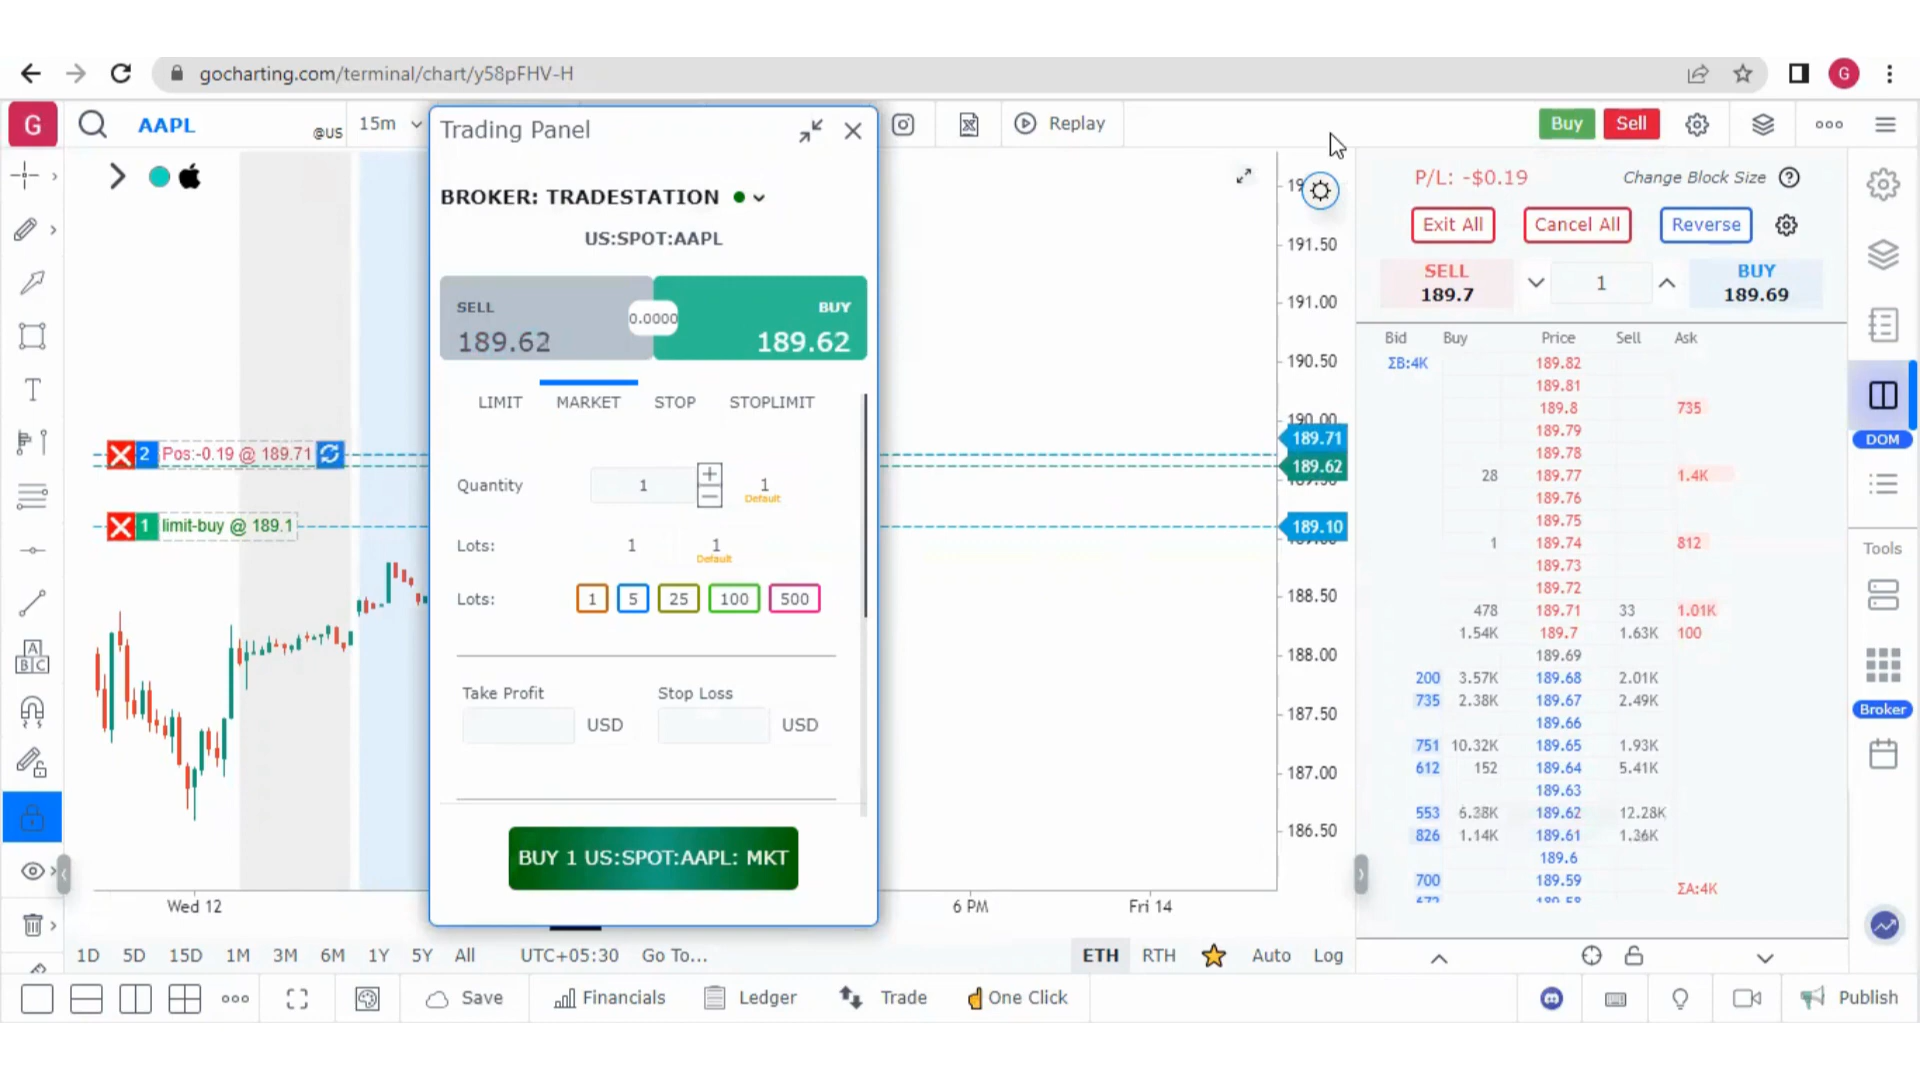 gocharting.com/terminal/chart/y58pFHV-H
G
G
AAPL
@US
15m
Replay
Buy
Sell
Trading Panel
BROKER: TRADESTATION
US:SPOT:AAPL
SELL
189.62
0.0000
BUY
189.62
LIMIT MARKET STOP STOPLIMIT
Quantity 1 + − 1
Default
Lots: 1 1
Default
Lots: 1 5 25 100 500
Take Profit Stop Loss
USD USD
BUY 1 US:SPOT:AAPL: MKT
2 Pos:-0.19 @ 189.71
1 limit-buy @ 189.1
191.50
191.00
190.50
190.00
189.71
189.62
189.10
188.50
188.00
187.50
187.00
186.50
Wed 12 6 PM Fri 14
P/L: -$0.19 Change Block Size ?
Exit All Cancel All Reverse
SELL
189.7
1
BUY
189.69
Bid Buy Price Sell Ask
ΣB:4K 189.82
189.81
189.8 735
189.79
189.78
28 189.77 1.4K
189.76
189.75
1 189.74 812
189.73
189.72
478 189.71 33 1.01K
1.54K 189.7 1.63K 100
189.69
200 3.57K 189.68 2.01K
735 2.38K 189.67 2.49K
189.66
751 10.32K 189.65 1.93K
612 152 189.64 5.41K
189.63
553 6.38K 189.62 12.28K
826 1.14K 189.61 1.36K
189.6
700 189.59 ΣA:4K
DOM
Tools
Broker
T
A
B C
1D 5D 15D 1M 3M 6M 1Y 5Y All UTC+05:30 Go To... ETH RTH Auto Log
Save Financials Ledger Trade One Click Publish